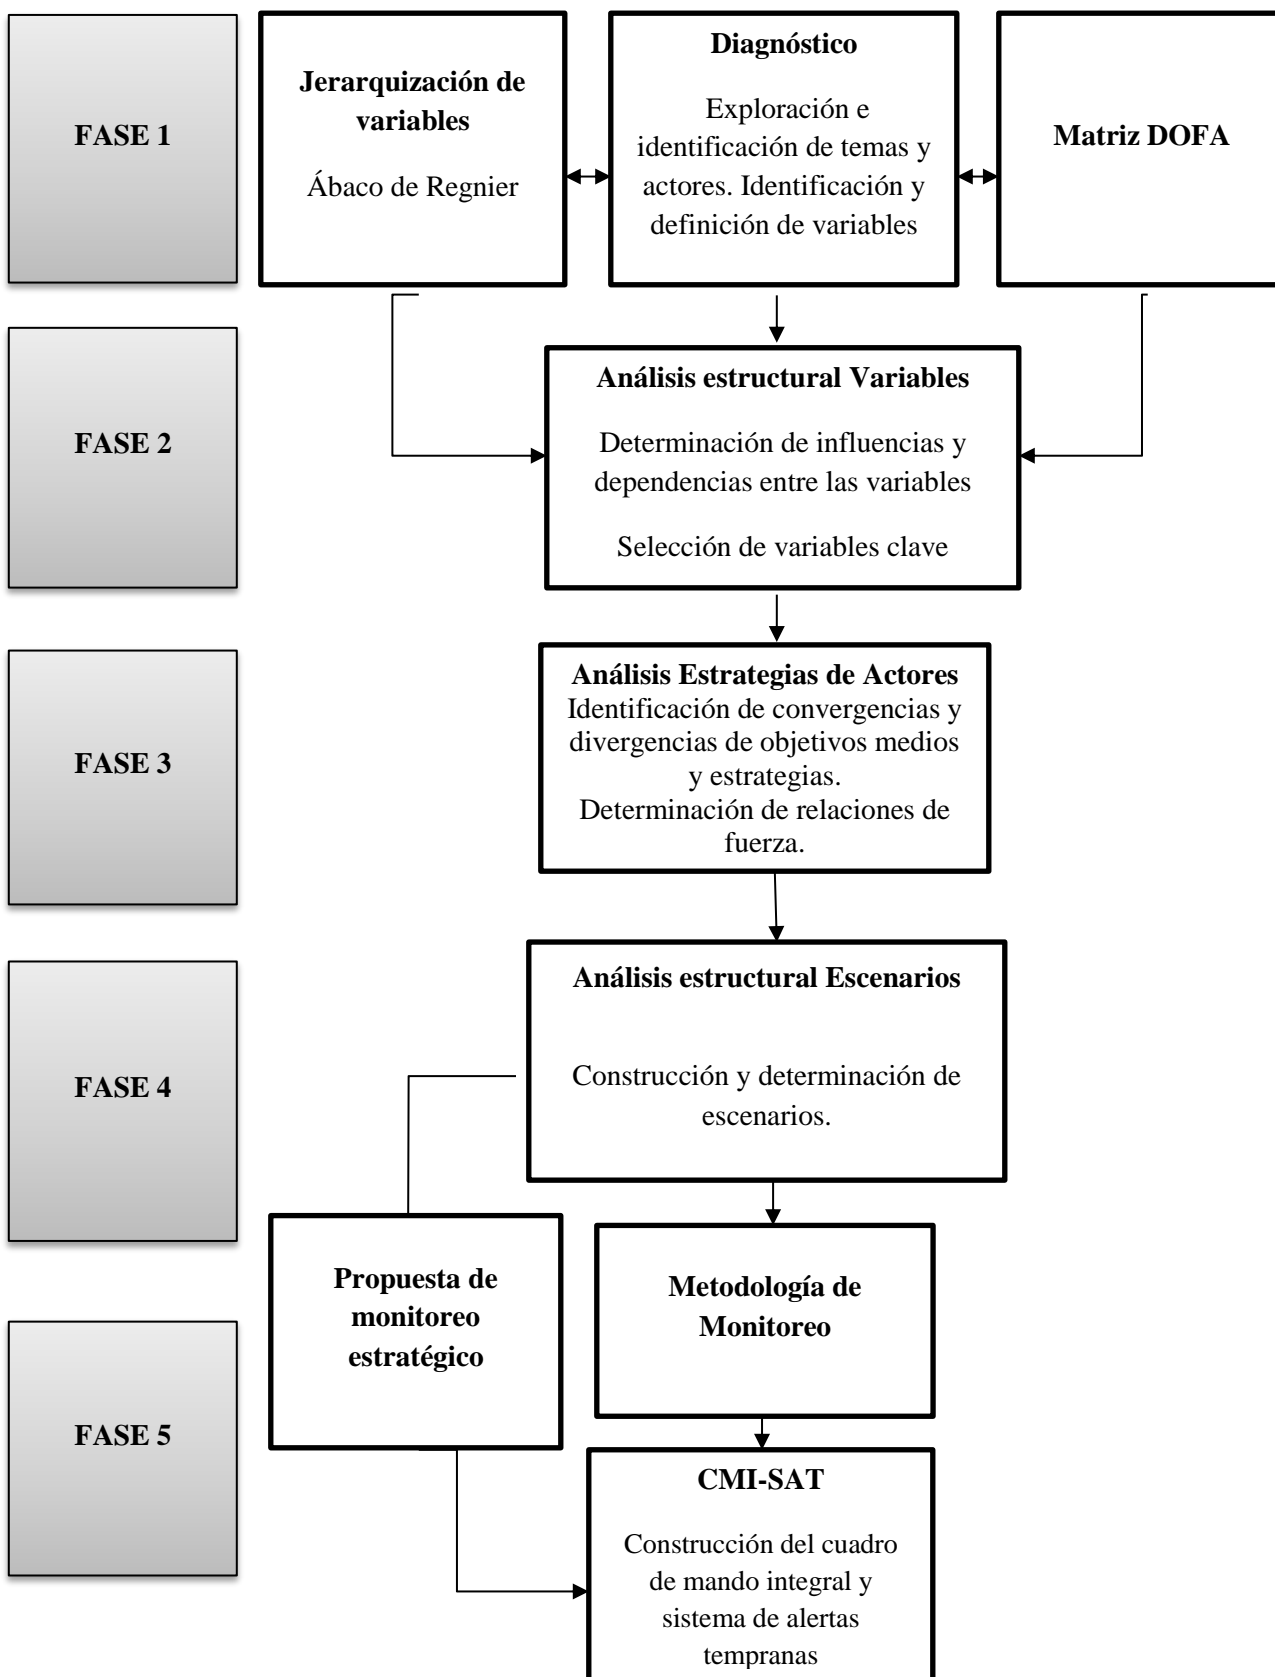 FASE 1
Jerarquización de
variables
Ábaco de Regnier
Diagnóstico
Exploración e
identificación de temas y
actores. Identificación y
definición de variables
Matriz DOFA
FASE 2
Análisis estructural Variables
Determinación de influencias y
dependencias entre las variables
Selección de variables clave
FASE 3
Análisis Estrategias de Actores
Identificación de convergencias y
divergencias de objetivos medios
y estrategias.
Determinación de relaciones de
fuerza.
FASE 4
Análisis estructural Escenarios
Construcción y determinación de
escenarios.
FASE 5
Propuesta de
monitoreo
estratégico
Metodología de
Monitoreo
CMI-SAT
Construcción del cuadro
de mando integral y
sistema de alertas
tempranas